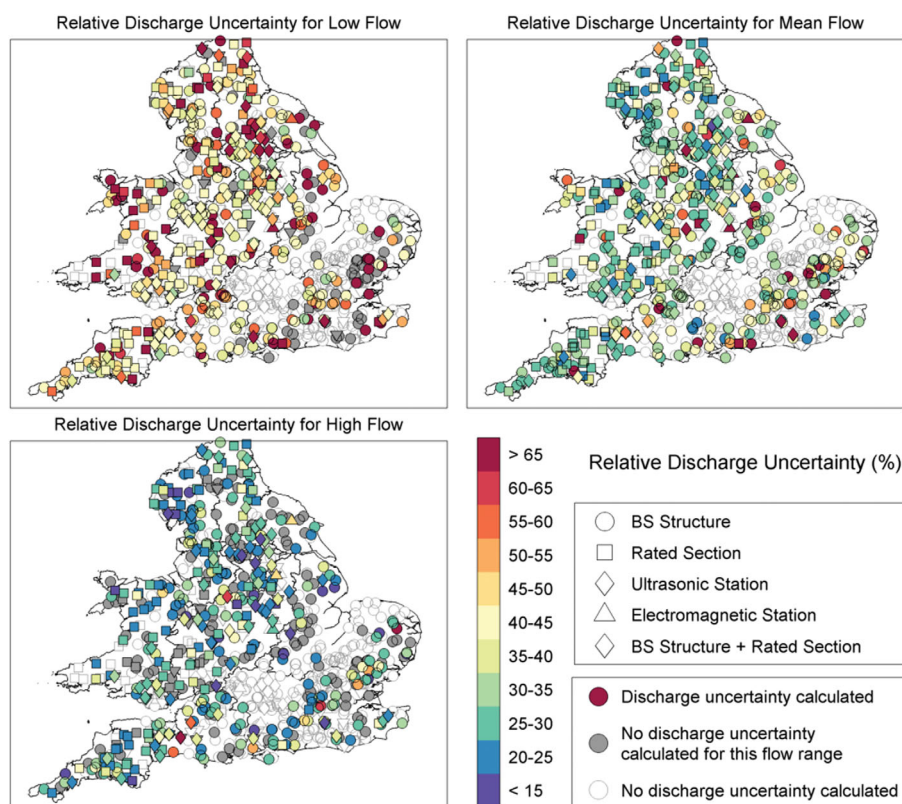 Relative Discharge Uncertainty for Low Flow
Relative Discharge Uncertainty for Mean Flow
Relative Discharge Uncertainty for High Flow
> 65
60-65
55-60
50-55
45-50
40-45
35-40
30-35
25-30
20-25
< 15
Relative Discharge Uncertainty (%)
BS Structure
Rated Section
Ultrasonic Station
Electromagnetic Station
BS Structure + Rated Section
Discharge uncertainty calculated
No discharge uncertainty
calculated for this flow range
No discharge uncertainty calculated